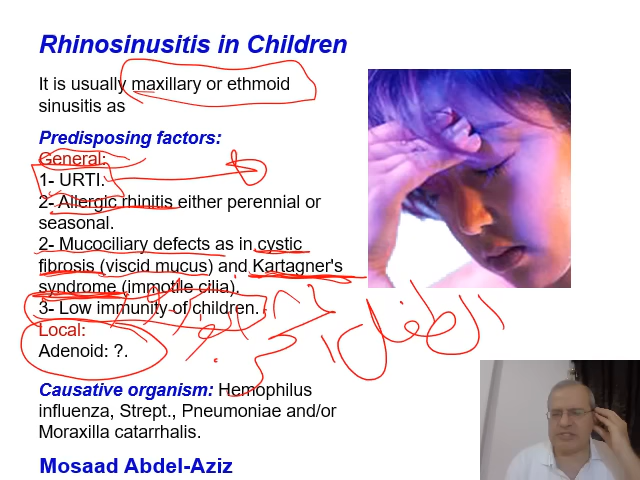 Rhinosinusitis in Children
It is usually maxillary or ethmoid
sinusitis as
Predisposing factors:
General:
1- URTI.
2- Allergic rhinitis either perennial or
seasonal.
2- Mucociliary defects as in cystic
fibrosis (viscid mucus) and Kartagner's
syndrome (immotile cilia).
3- Low immunity of children.
Local:
Adenoid: ?.
Causative organism: Hemophilus
influenza, Strept., Pneumoniae and/or
Moraxilla catarrhalis.
Mosaad Abdel-Aziz